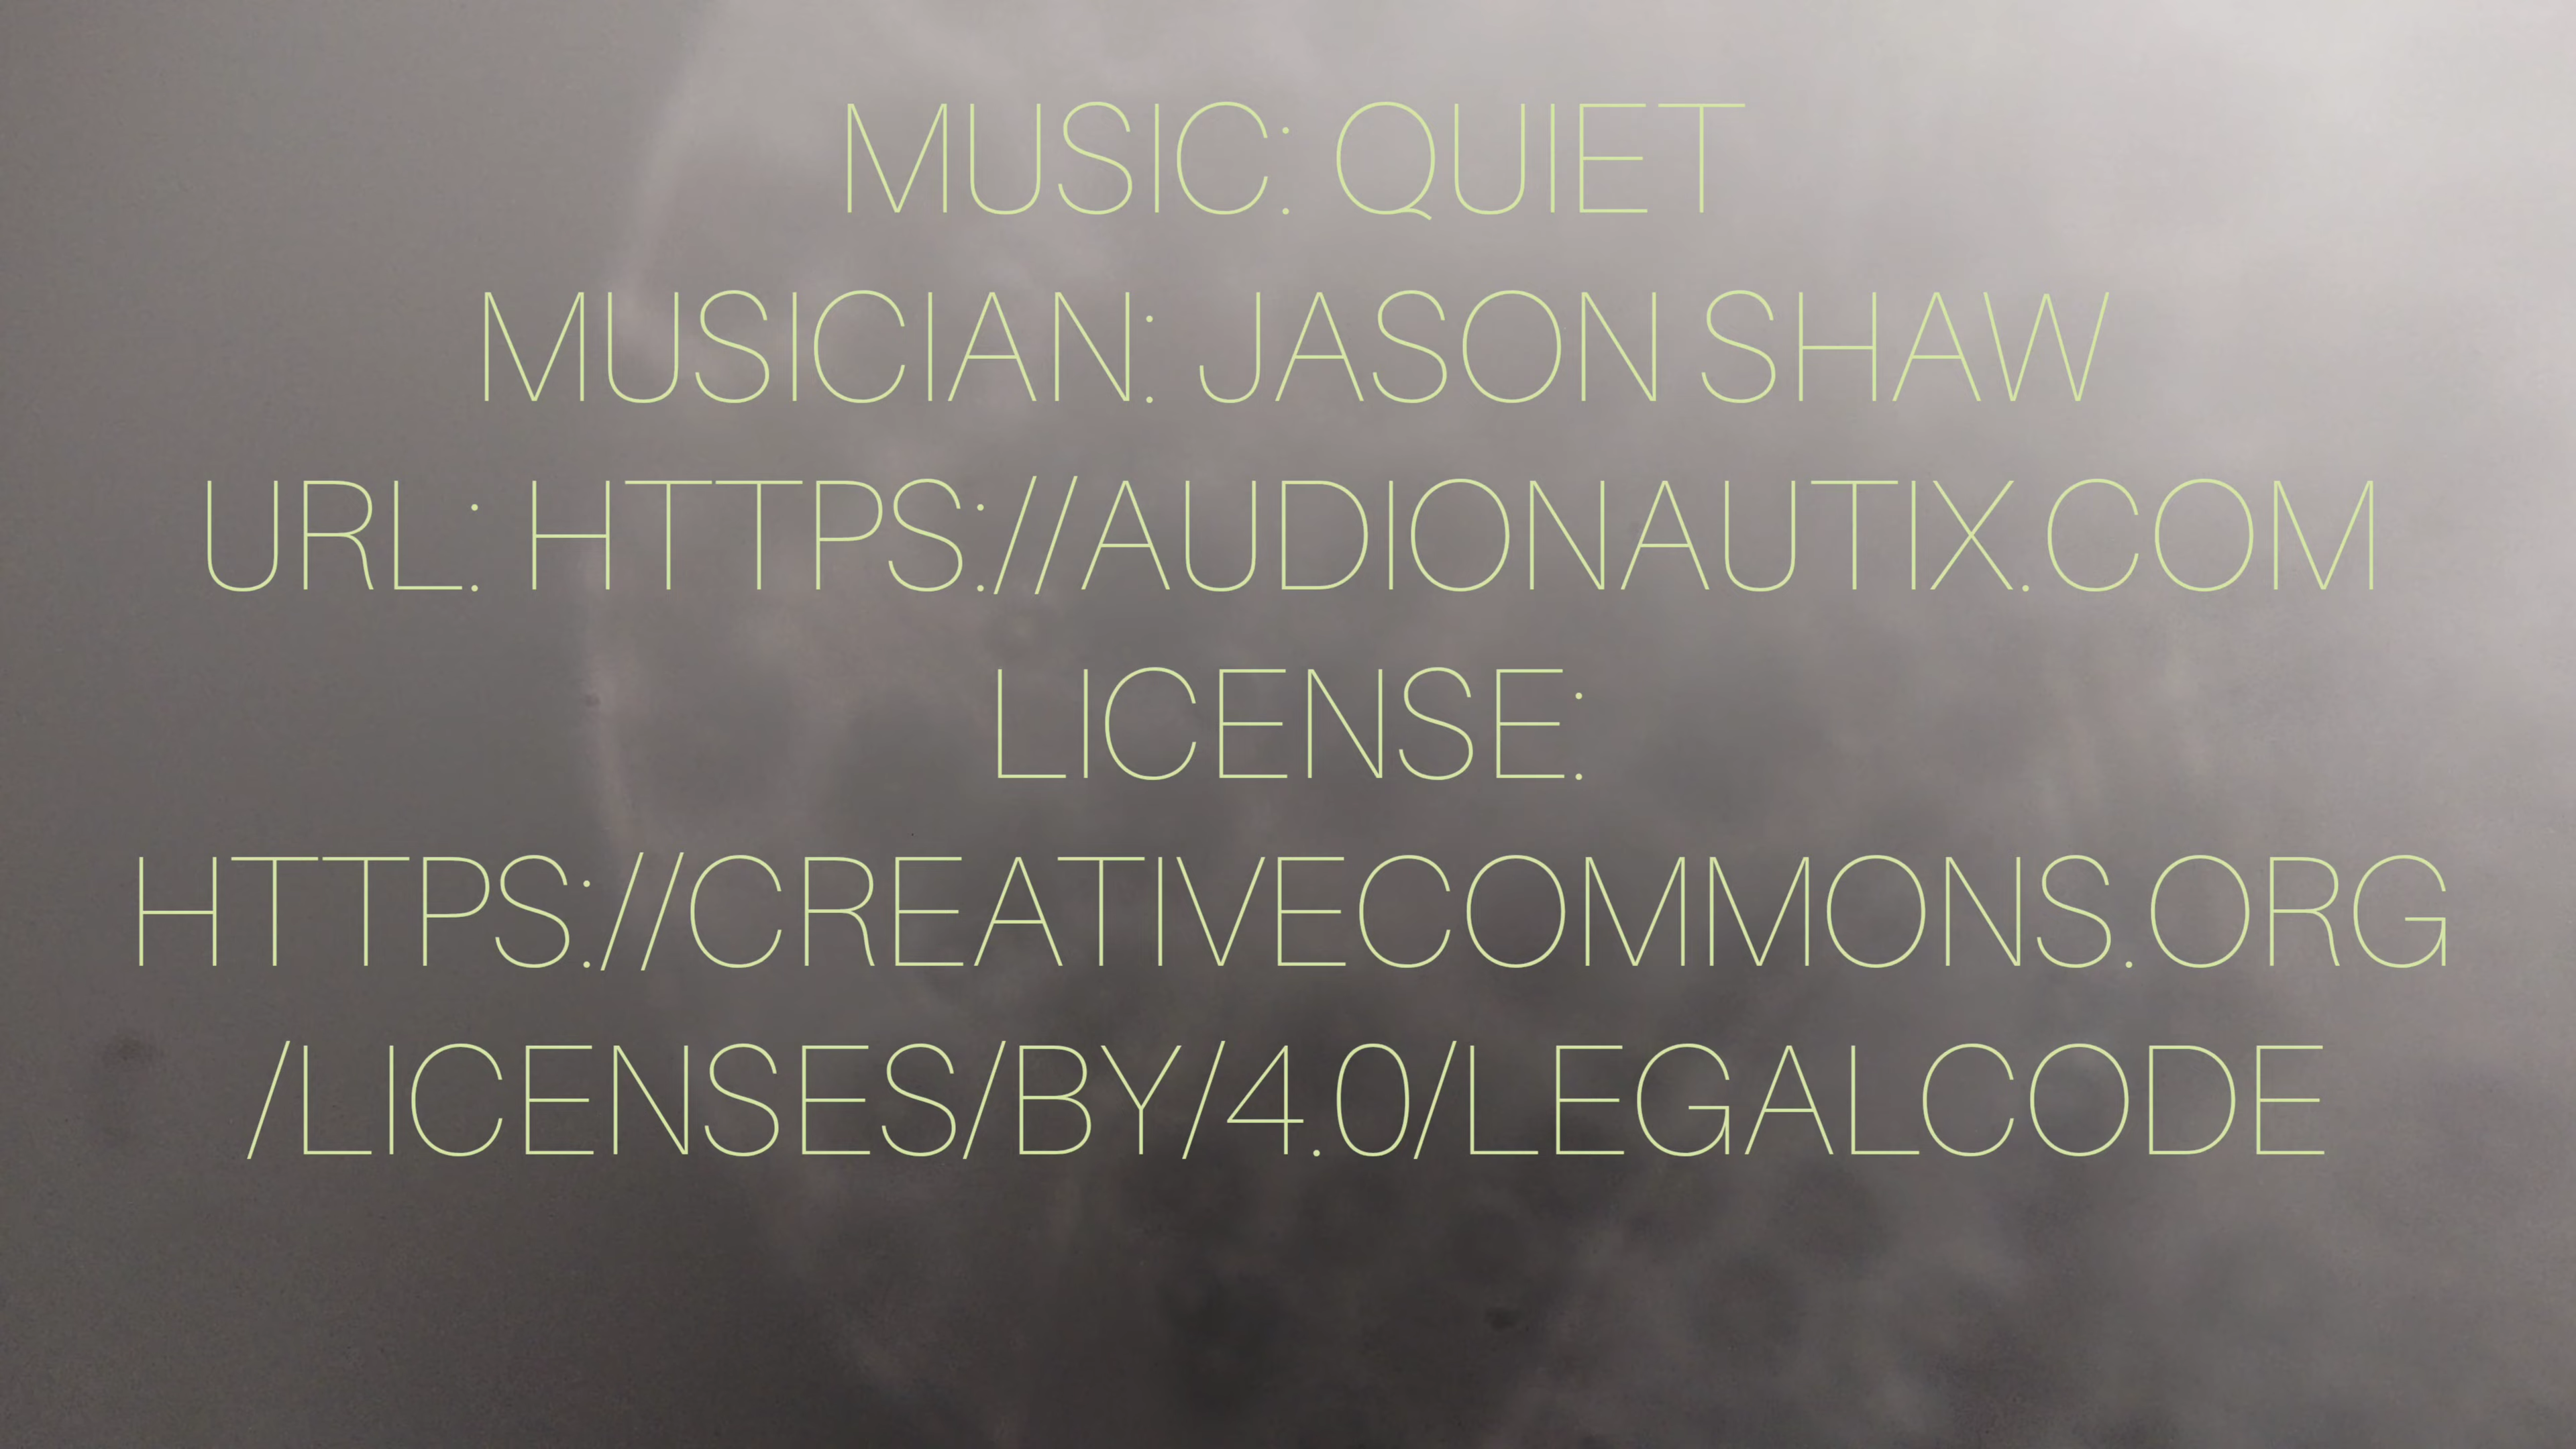 MUSIC: QUIET
MUSICIAN: JASON SHAW
URL: HTTPS://AUDIONAUTIX.COM
LICENSE:
HTTPS://CREATIVECOMMONS.ORG
/LICENSES/BY/4.0/LEGALCODE